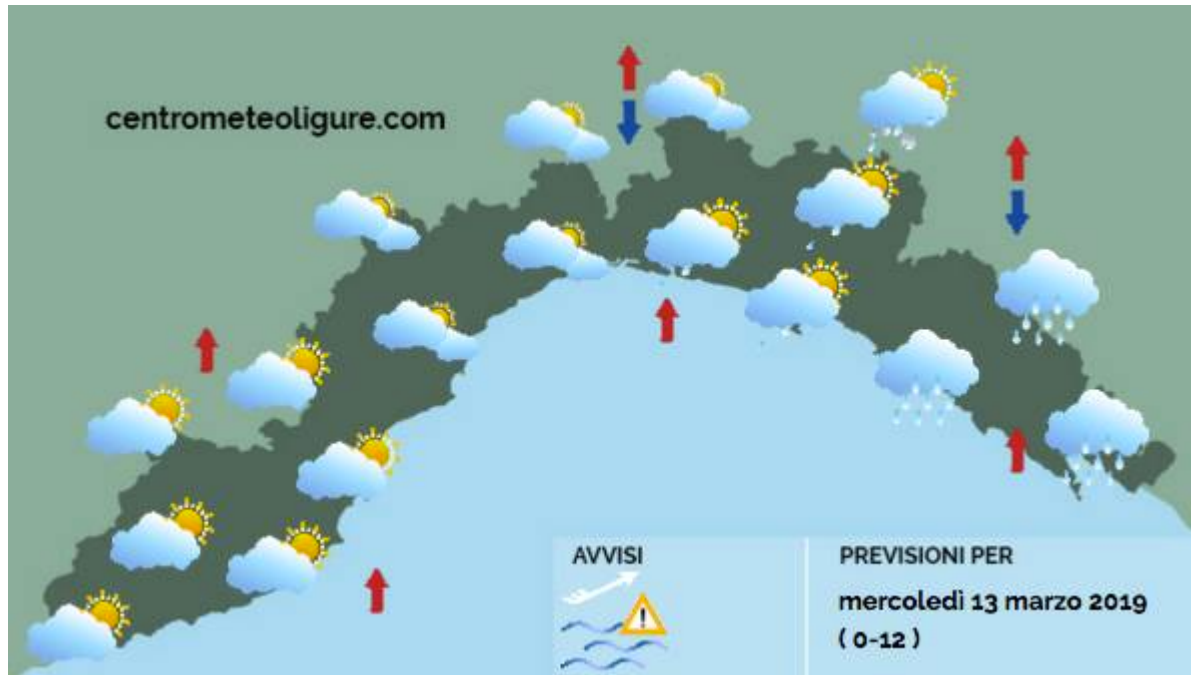 centrometeoligure.com
AVVISI
PREVISIONI PER
mercoledì 13 marzo 2019
( 0-12 )